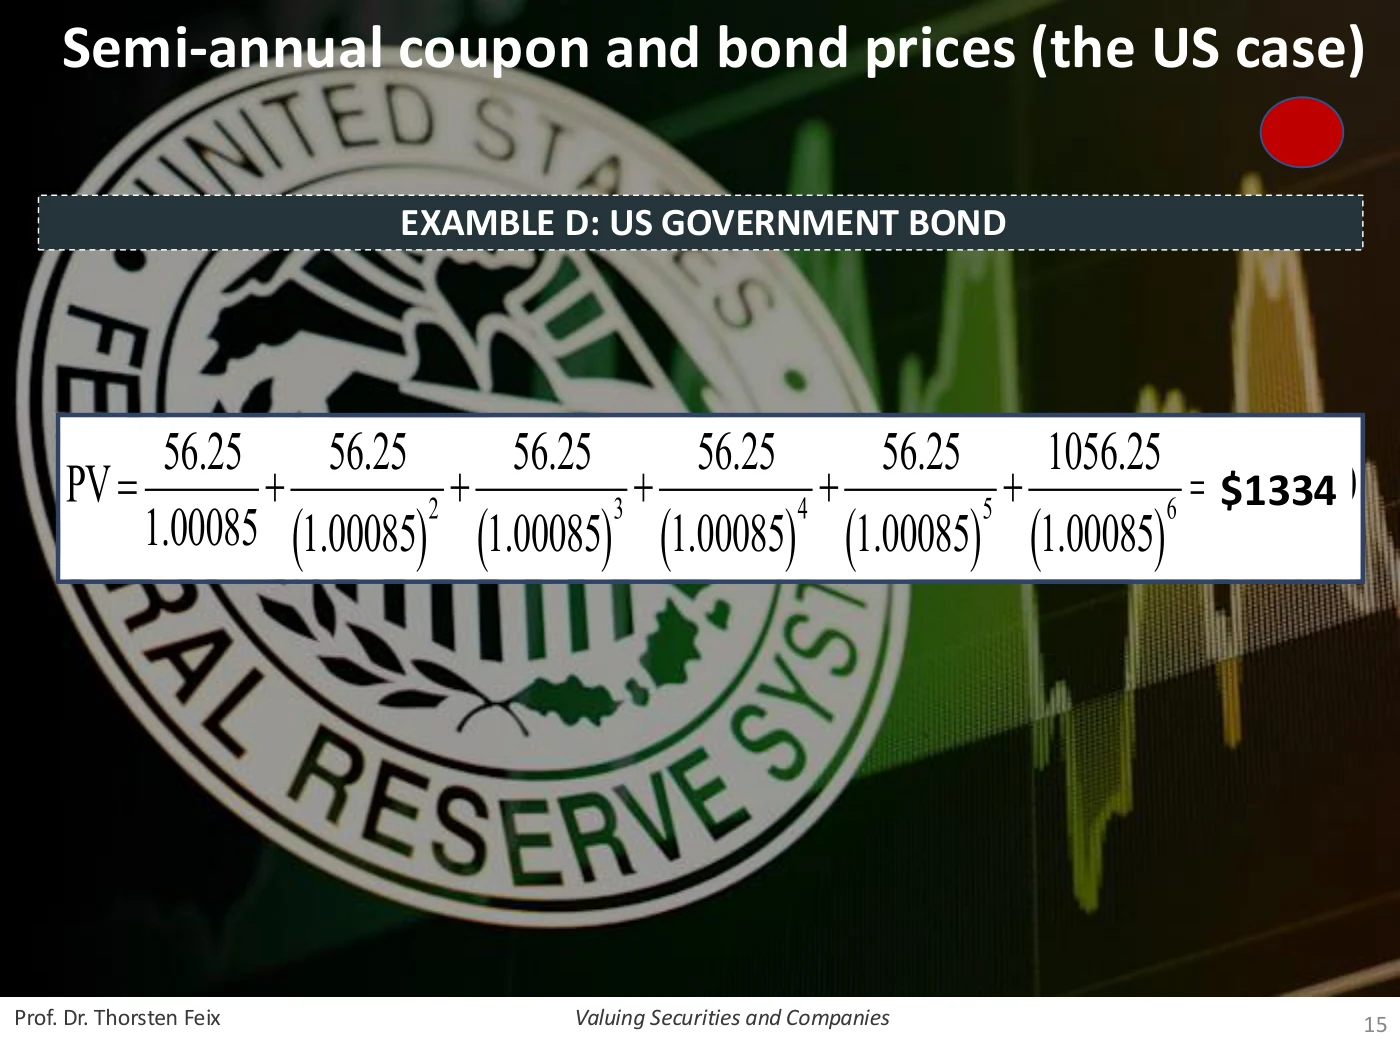 Semi-annual coupon and bond prices (the US case)
EXAMBLE D: US GOVERNMENT BOND
UNITED STATES
FE RAL RESERVE SYST
PV = 56.25/1.00085 + 56.25/(1.00085)^2 + 56.25/(1.00085)^3 + 56.25/(1.00085)^4 + 56.25/(1.00085)^5 + 1056.25/(1.00085)^6 = $1334
Prof. Dr. Thorsten Feix
Valuing Securities and Companies
15